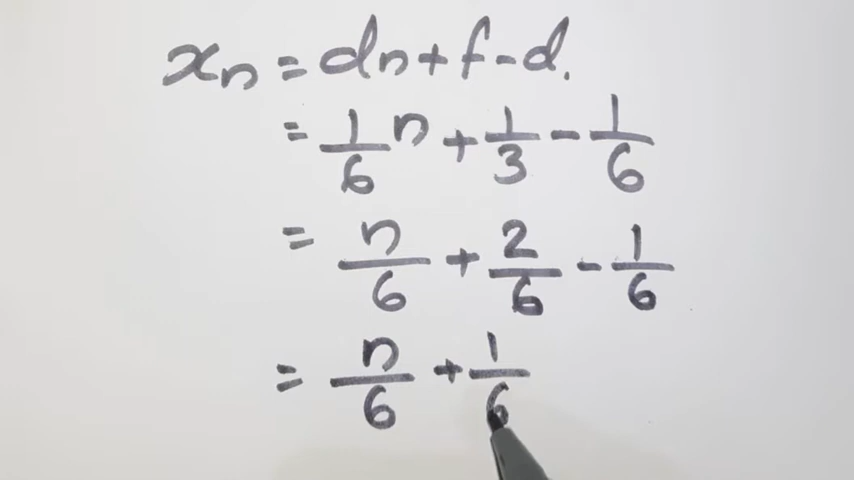 xₙ = dn + f - d.
= 1/6 n + 1/3 - 1/6
= n/6 + 2/6 - 1/6
= n/6 + 1/6